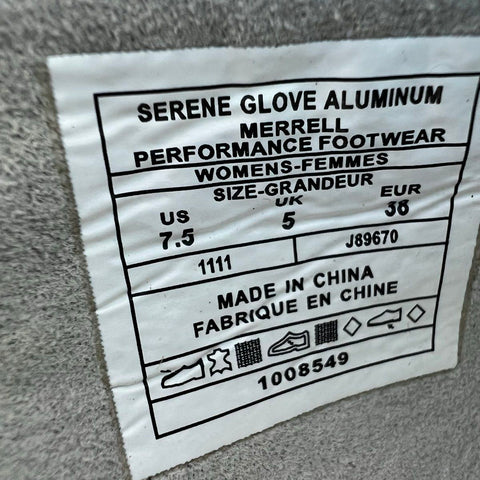 SERENE GLOVE ALUMINUM
MERRELL
PERFORMANCE FOOTWEAR
WOMENS-FEMMES
SIZE-GRANDEUR
US UK EUR
7.5 5 38
1111 J89670
MADE IN CHINA
FABRIQUE EN CHINE
1008549